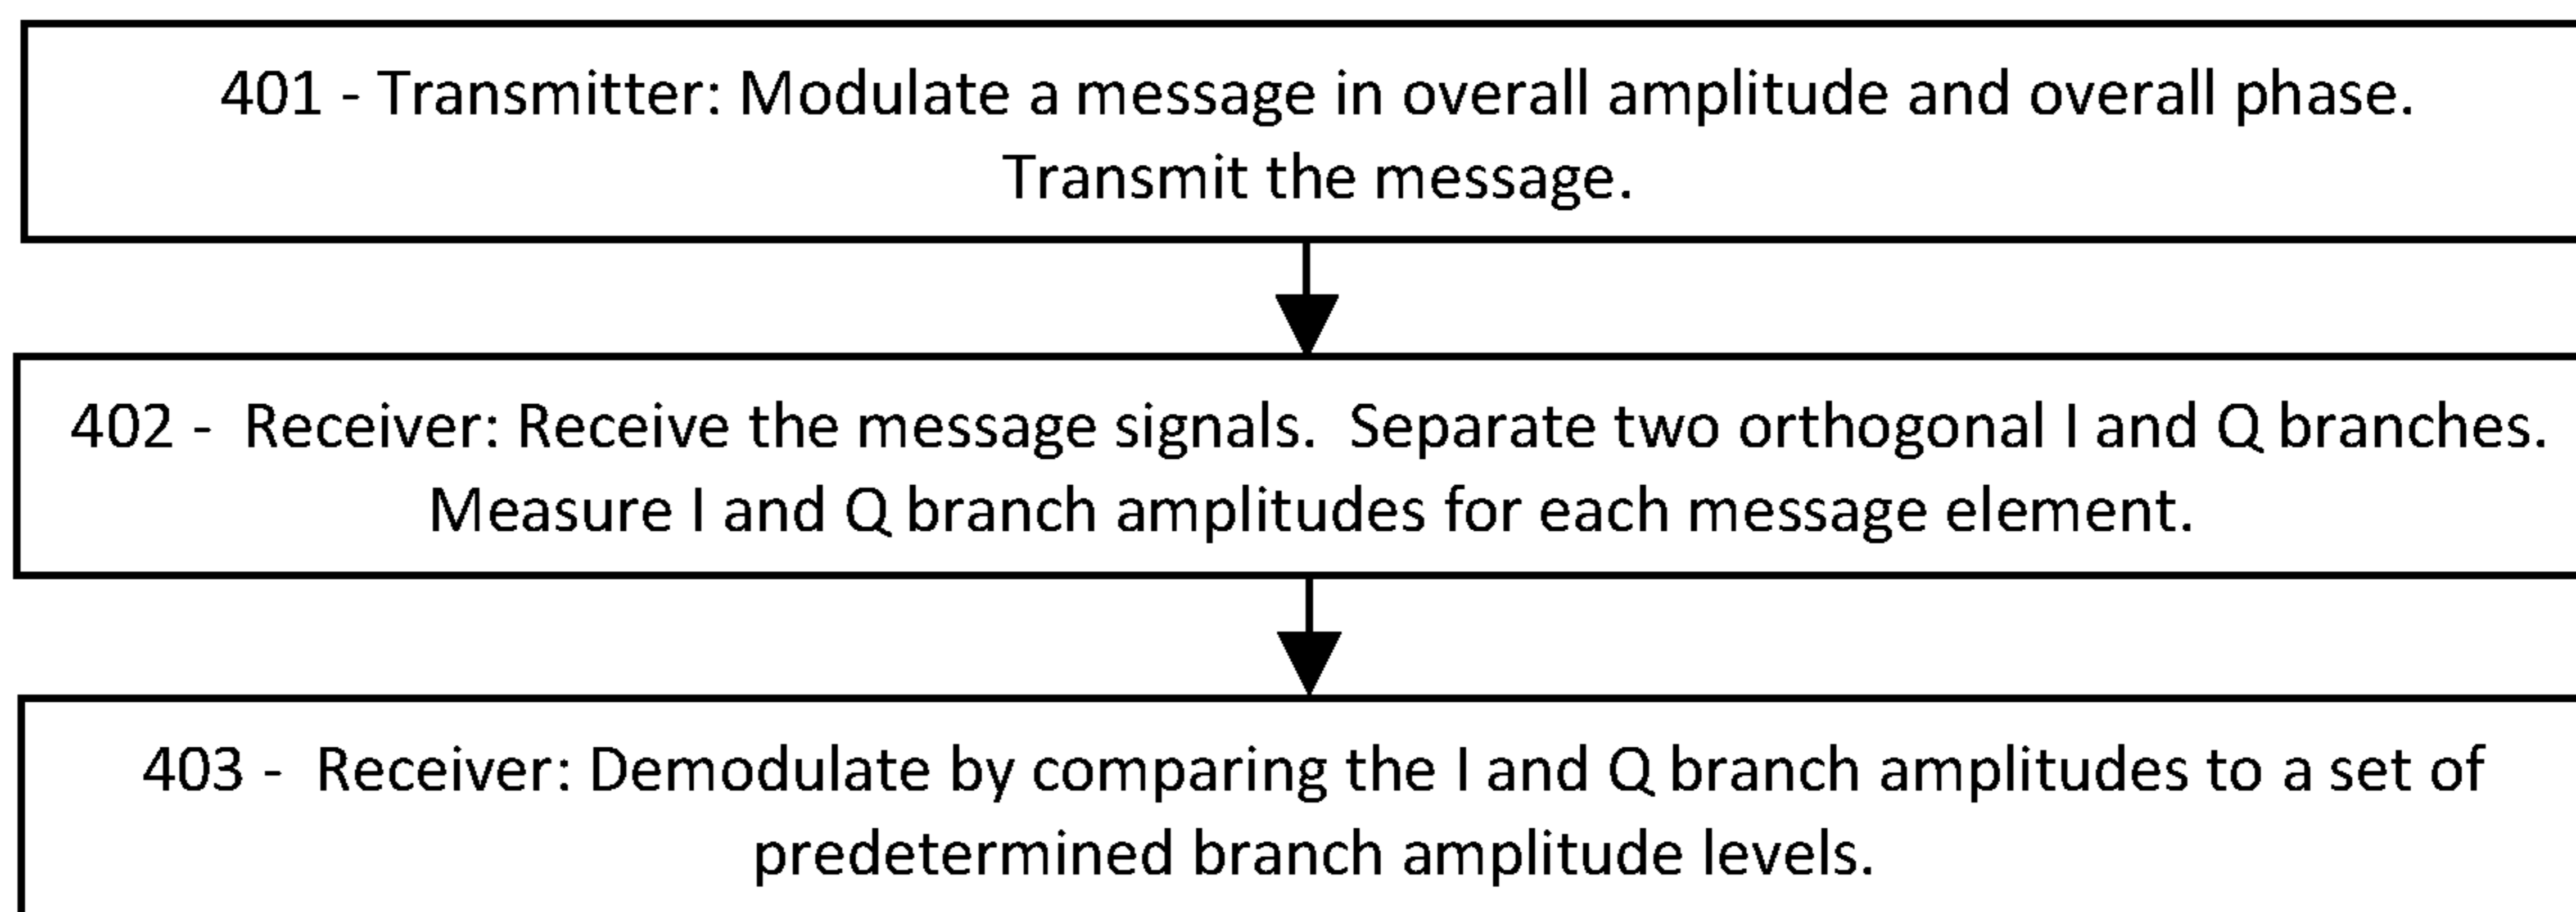 401 - Transmitter: Modulate a message in overall amplitude and overall phase.
Transmit the message.
402 -  Receiver: Receive the message signals.  Separate two orthogonal I and Q branches.
Measure I and Q branch amplitudes for each message element.
403 -  Receiver: Demodulate by comparing the I and Q branch amplitudes to a set of
predetermined branch amplitude levels.